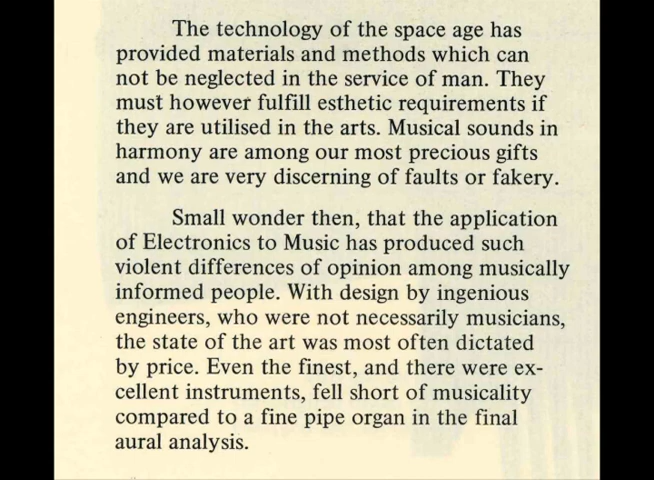 The technology of the space age has
provided materials and methods which can
not be neglected in the service of man. They
must however fulfill esthetic requirements if
they are utilised in the arts. Musical sounds in
harmony are among our most precious gifts
and we are very discerning of faults or fakery.
Small wonder then, that the application
of Electronics to Music has produced such
violent differences of opinion among musically
informed people. With design by ingenious
engineers, who were not necessarily musicians,
the state of the art was most often dictated
by price. Even the finest, and there were ex-
cellent instruments, fell short of musicality
compared to a fine pipe organ in the final
aural analysis.